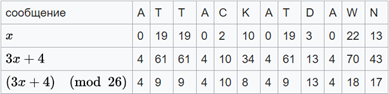 сообщение A T T A C K A T D A W N
x 0 19 19 0 2 10 0 19 3 0 22 13
3x + 4 4 61 61 4 10 34 4 61 13 4 70 43
(3x + 4) (mod 26) 4 9 9 4 10 8 4 9 13 4 18 17